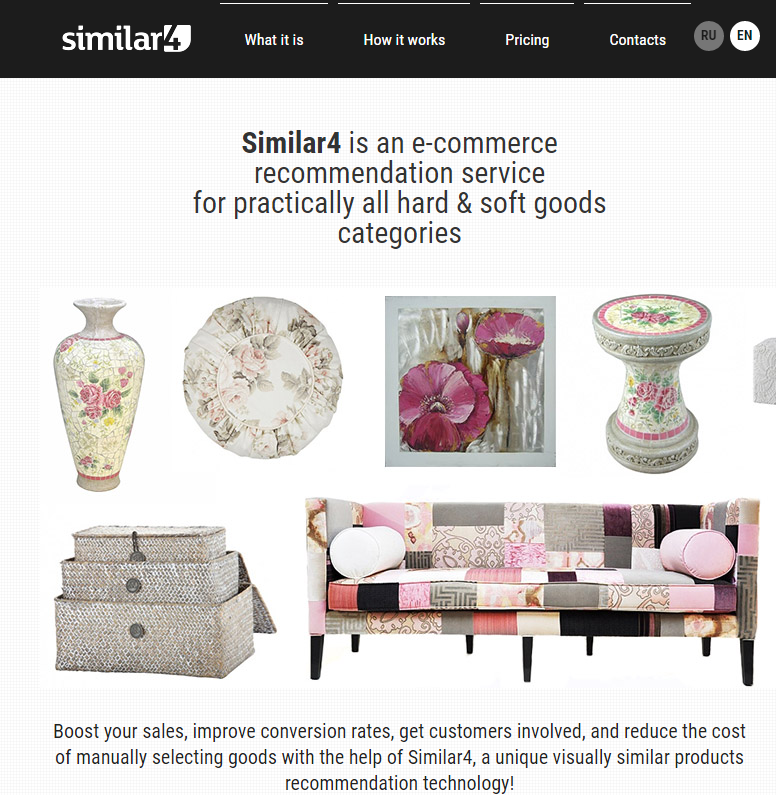 similar4
What it is
How it works
Pricing
Contacts
RU
EN
Similar4 is an e-commerce
recommendation service
for practically all hard & soft goods
categories
Boost your sales, improve conversion rates, get customers involved, and reduce the cost
of manually selecting goods with the help of Similar4, a unique visually similar products
recommendation technology!